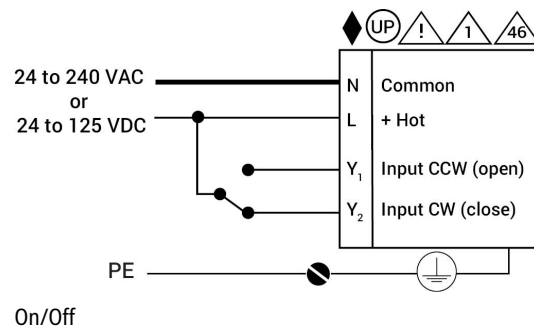 UP ! 1 46
24 to 240 VAC
or
24 to 125 VDC
N Common
L + Hot
Y1 Input CCW (open)
Y2 Input CW (close)
PE
On/Off